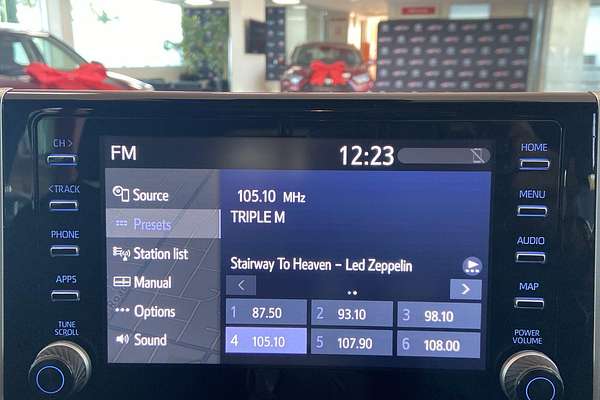 CH >
< TRACK
PHONE
APPS
TUNE
SCROLL
FM
12:23
Source
Presets
Station list
Manual
Options
Sound
105.10 MHz
TRIPLE M
Stairway To Heaven – Led Zeppelin
< >
1 87.50
2 93.10
3 98.10
4 105.10
5 107.90
6 108.00
HOME
MENU
AUDIO
MAP
POWER
VOLUME